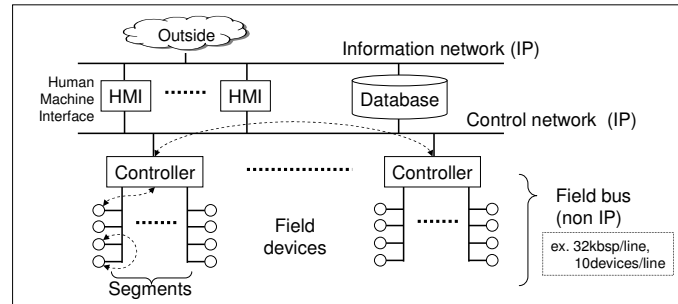 Outside
Information network (IP)
Human
Machine
Interface
HMI
HMI
Database
Control network (IP)
Controller
Controller
Field
devices
Field bus
(non IP)
ex. 32kbsp/line,
10devices/line
Segments